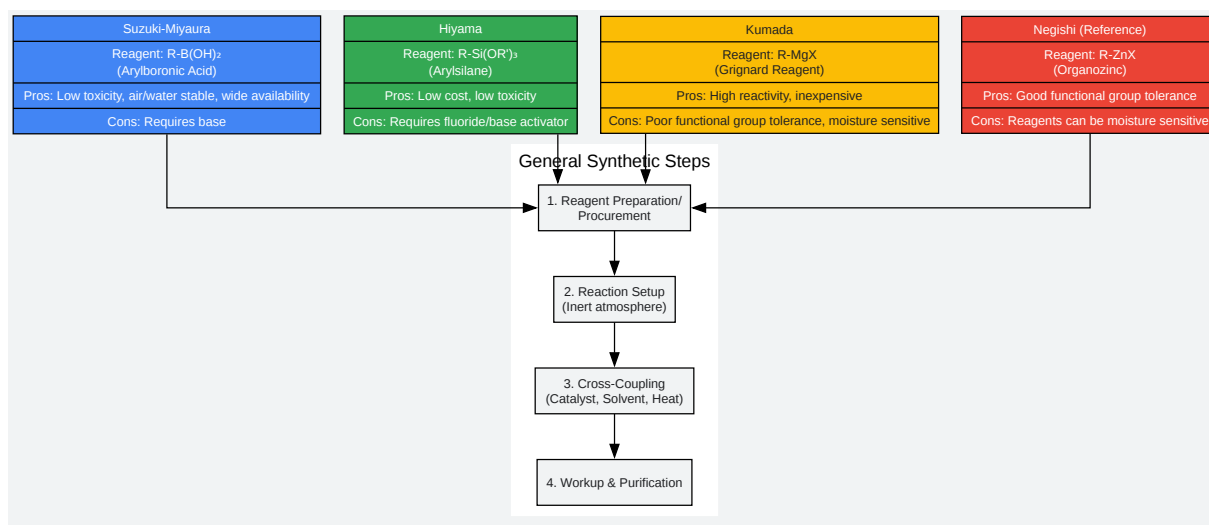 Suzuki-Miyaura
Reagent: R-B(OH)₂
(Arylboronic Acid)
Pros: Low toxicity, air/water stable, wide availability
Cons: Requires base
Hiyama
Reagent: R-Si(OR')₃
(Arylsilane)
Pros: Low cost, low toxicity
Cons: Requires fluoride/base activator
Kumada
Reagent: R-MgX
(Grignard Reagent)
Pros: High reactivity, inexpensive
Cons: Poor functional group tolerance, moisture sensitive
Negishi (Reference)
Reagent: R-ZnX
(Organozinc)
Pros: Good functional group tolerance
Cons: Reagents can be moisture sensitive
General Synthetic Steps
1. Reagent Preparation/
Procurement
2. Reaction Setup
(Inert atmosphere)
3. Cross-Coupling
(Catalyst, Solvent, Heat)
4. Workup & Purification